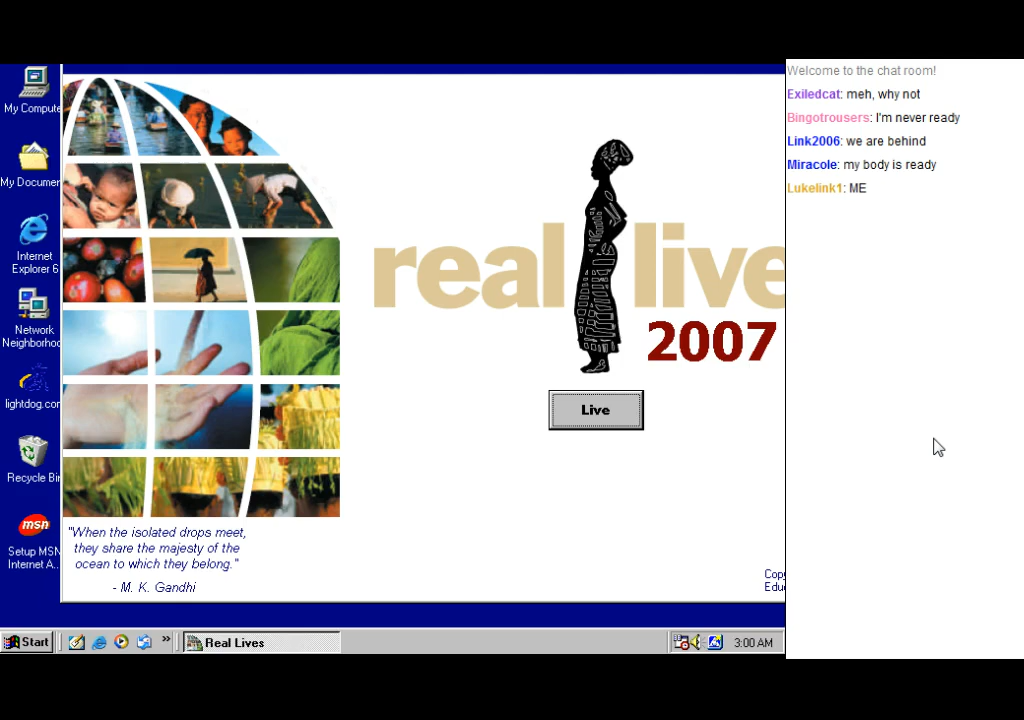 My Compute
My Documen
Internet
Explorer 6
Network
Neighborhoo
lightdog.com
Recycle Bin
msn
Setup MSN
Internet A...
real live
2007
Live
"When the isolated drops meet,
they share the majesty of the
ocean to which they belong."
- M. K. Gandhi
Copy
Educ
Start
»
Real Lives
3:00 AM
Welcome to the chat room!
Exiledcat: meh, why not
Bingotrousers: I'm never ready
Link2006: we are behind
Miracole: my body is ready
Lukelink1: ME